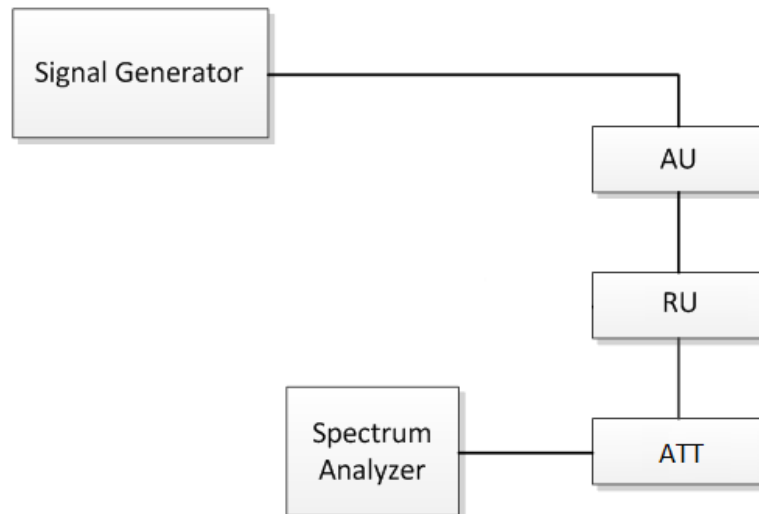 Signal Generator
AU
RU
Spectrum
Analyzer
ATT